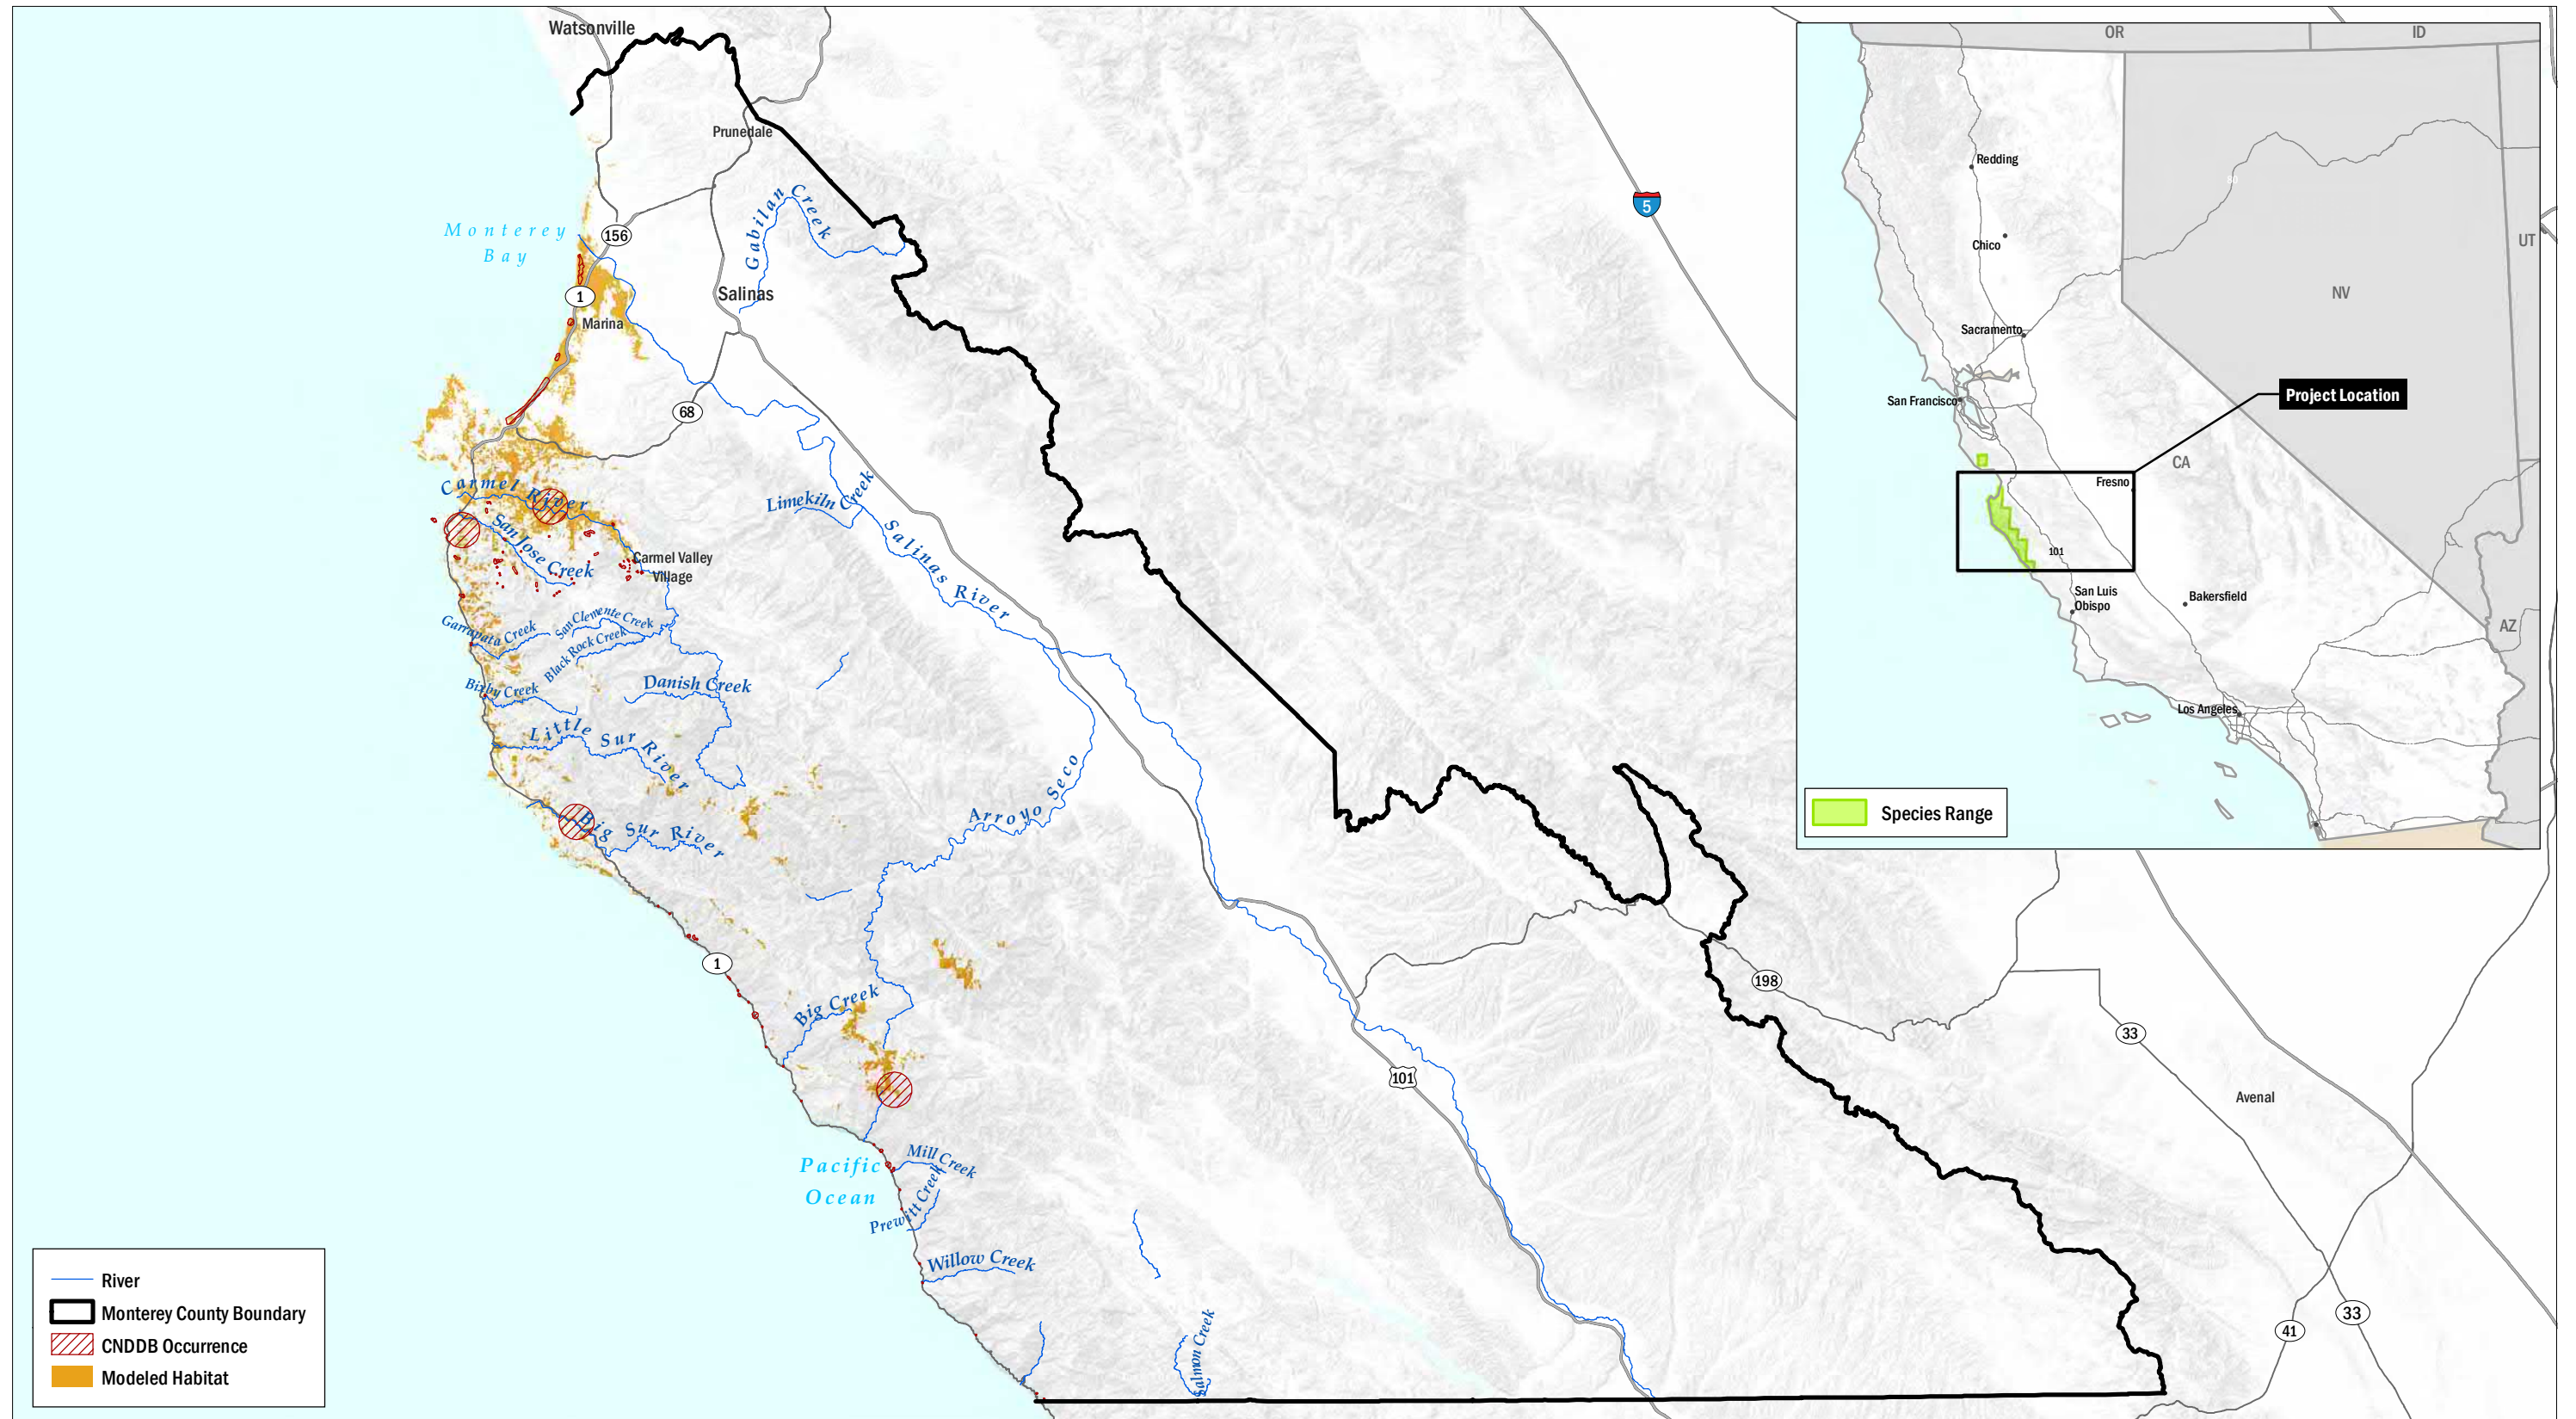 Watsonville
Prunedale
Gabilan Creek
Monterey
Bay
156
Salinas
1
Marina
68
Carmel River
San Jose Creek
Carmel Valley
Village
Limekiln Creek
Salinas River
Garrapata Creek
San Clemente Creek
Black Rock Creek
Bixby Creek
Danish Creek
Little Sur River
Big Sur River
Arroyo Seco
1
Big Creek
101
198
33
Avenal
Pacific
Ocean
Mill Creek
Prewitt Creek
Willow Creek
Salmon Creek
41
33
5
River
Monterey County Boundary
CNDDB Occurrence
Modeled Habitat
OR
ID
Redding
80
Chico
UT
NV
Sacramento
San Francisco
Project Location
CA
Fresno
101
San Luis
Obispo
Bakersfield
AZ
Los Angeles
Species Range